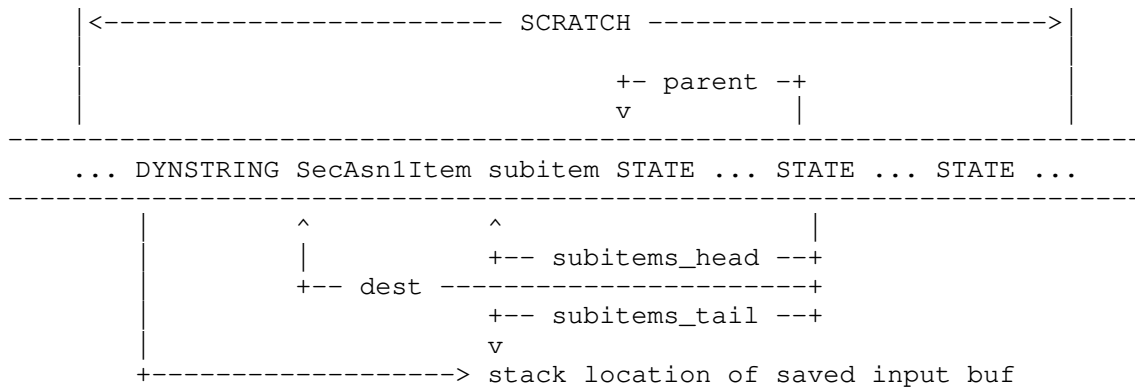 |<------------------------- SCRATCH ------------------------->|
+- parent -+
v
... DYNSTRING SecAsn1Item subitem STATE ... STATE ... STATE ...
^ ^
+-- subitems_head --+
+-- dest -----------------------+
+-- subitems_tail --+
v
+--------------------> stack location of saved input buf